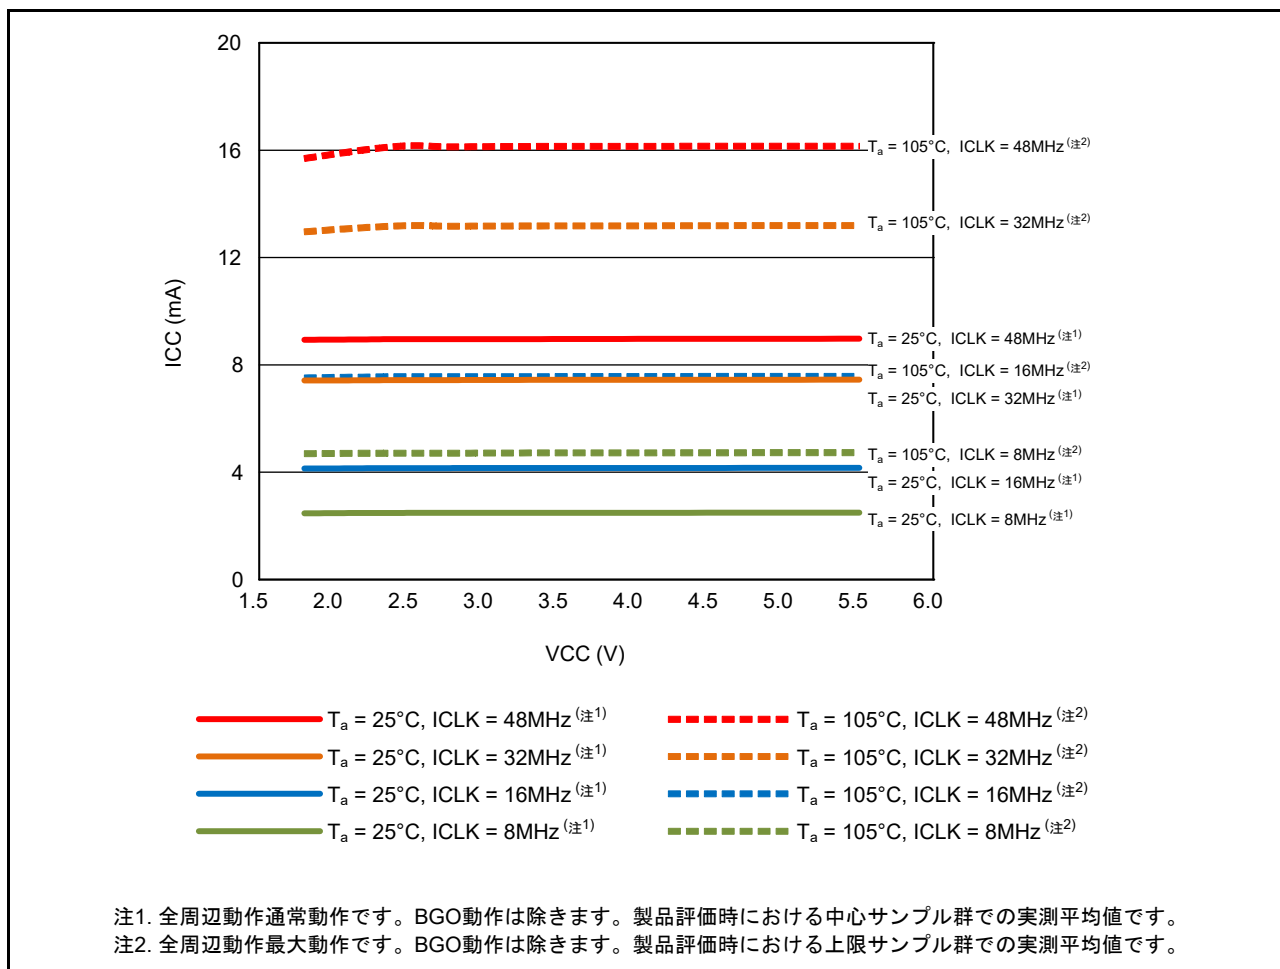 20
16
12
8
4
0
ICC (mA)
1.5 2.0 2.5 3.0 3.5 4.0 4.5 5.0 5.5 6.0
VCC (V)
Ta = 105°C, ICLK = 48MHz (注2)
Ta = 105°C, ICLK = 32MHz (注2)
Ta = 25°C, ICLK = 48MHz (注1)
Ta = 105°C, ICLK = 16MHz (注2)
Ta = 25°C, ICLK = 32MHz (注1)
Ta = 105°C, ICLK = 8MHz (注2)
Ta = 25°C, ICLK = 16MHz (注1)
Ta = 25°C, ICLK = 8MHz (注1)
Ta = 25°C, ICLK = 48MHz (注1)
Ta = 105°C, ICLK = 48MHz (注2)
Ta = 25°C, ICLK = 32MHz (注1)
Ta = 105°C, ICLK = 32MHz (注2)
Ta = 25°C, ICLK = 16MHz (注1)
Ta = 105°C, ICLK = 16MHz (注2)
Ta = 25°C, ICLK = 8MHz (注1)
Ta = 105°C, ICLK = 8MHz (注2)
注1. 全周辺動作通常動作です。BGO動作は除きます。製品評価時における中心サンプル群での実測平均値です。
注2. 全周辺動作最大動作です。BGO動作は除きます。製品評価時における上限サンプル群での実測平均値です。